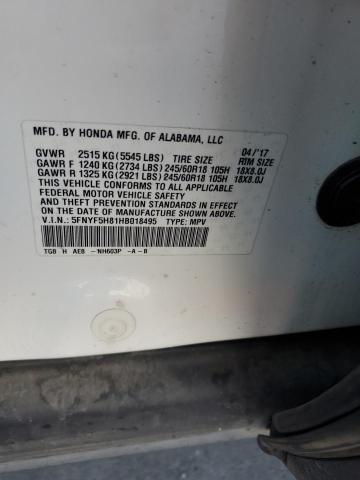 MFD. BY HONDA MFG. OF ALABAMA, LLC
GVWR 2515 KG (5545 LBS) TIRE SIZE 04/'17 RIM SIZE
GAWR F 1240 KG (2734 LBS) 245/60R18 105H 18X8.0J
GAWR R 1325 KG (2921 LBS) 245/60R18 105H 18X8.0J
THIS VEHICLE CONFORMS TO ALL APPLICABLE
FEDERAL MOTOR VEHICLE SAFETY
AND THEFT PREVENTION STANDARDS IN EFFECT
ON THE DATE OF MANUFACTURE SHOWN ABOVE.
V.I.N.: 5FNYF5H81HB018495 TYPE: MPV
TG8 H AE8 -NH603P -A -B